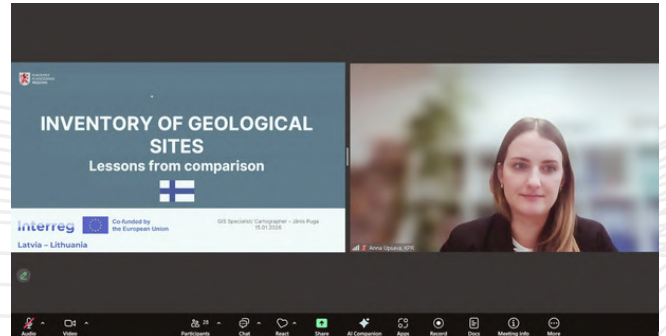 INVENTORY OF GEOLOGICAL
SITES
Lessons from comparison
Interreg
Co-funded by
the European Union
Latvia – Lithuania
GIS Specialist/ Cartographer – Jānis Puga
15.01.2026
Anna Upsava_KPR
Audio
Video
28
Participants
Chat
React
Share
AI Companion
Apps
Record
Docs
Meeting info
More